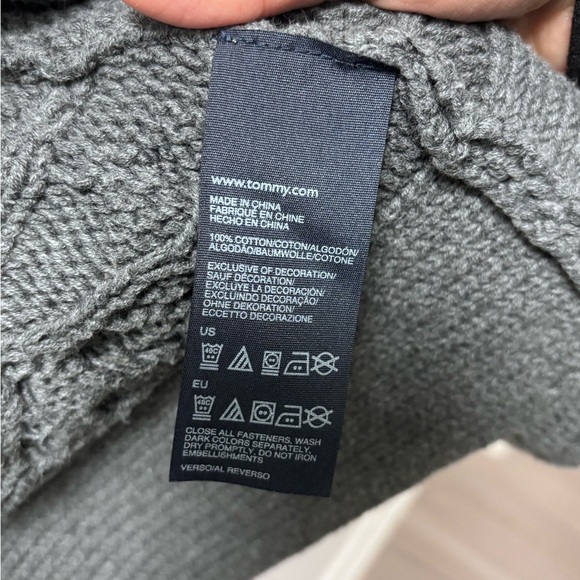 www.tommy.com
MADE IN CHINA
FABRIQUÉ EN CHINE
HECHO EN CHINA
100% COTTON/COTON/ALGODÓN/
ALGODÃO/BAUMWOLLE/COTONE
EXCLUSIVE OF DECORATION/
SAUF DÉCORATION/
EXCLUYE LA DECORACIÓN/
EXCLUINDO DECORAÇÃO/
OHNE DEKORATION/
ECCETTO DECORAZIONE
US
40C
EU
40C
CLOSE ALL FASTENERS, WASH
DARK COLORS SEPARATELY,
DRY PROMPTLY, DO NOT IRON
EMBELLISHMENTS
VERSO/AL REVERSO